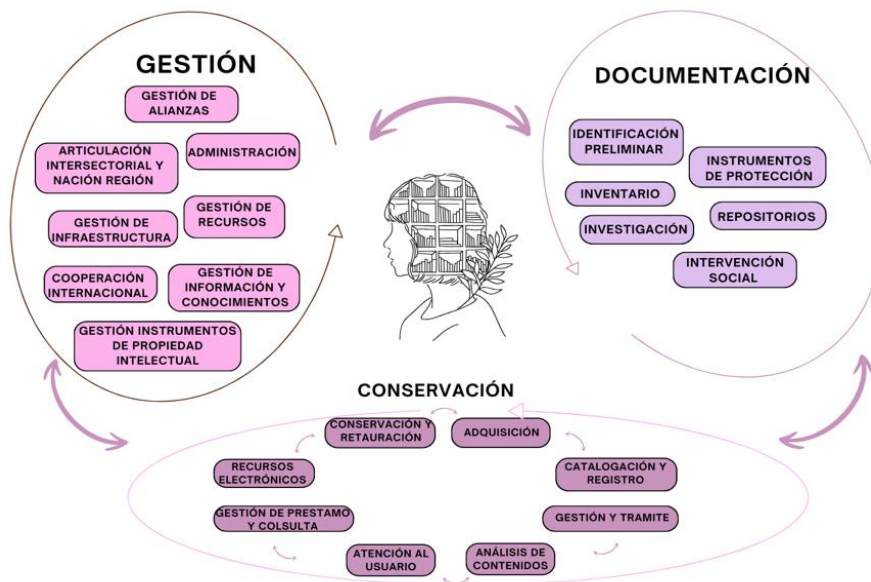 GESTIÓN
GESTIÓN DE
ALIANZAS
ARTICULACIÓN
INTERSECTORIAL Y
NACIÓN REGIÓN
ADMINISTRACIÓN
GESTIÓN DE
RECURSOS
GESTIÓN DE
INFRAESTRUCTURA
COOPERACIÓN
INTERNACIONAL
GESTIÓN DE
INFORMACIÓN Y
CONOCIMIENTOS
GESTIÓN INSTRUMENTOS
DE PROPIEDAD
INTELECTUAL
DOCUMENTACIÓN
IDENTIFICACIÓN
PRELIMINAR
INSTRUMENTOS
DE PROTECCIÓN
INVENTARIO
REPOSITORIOS
INVESTIGACIÓN
INTERVENCIÓN
SOCIAL
CONSERVACIÓN
CONSERVACIÓN Y
RETAURACIÓN
ADQUISICIÓN
RECURSOS
ELECTRÓNICOS
CATALOGACIÓN Y
REGISTRO
GESTIÓN DE PRESTAMO
Y COLSULTA
GESTIÓN Y TRAMITE
ATENCIÓN AL
USUARIO
ANÁLISIS DE
CONTENIDOS